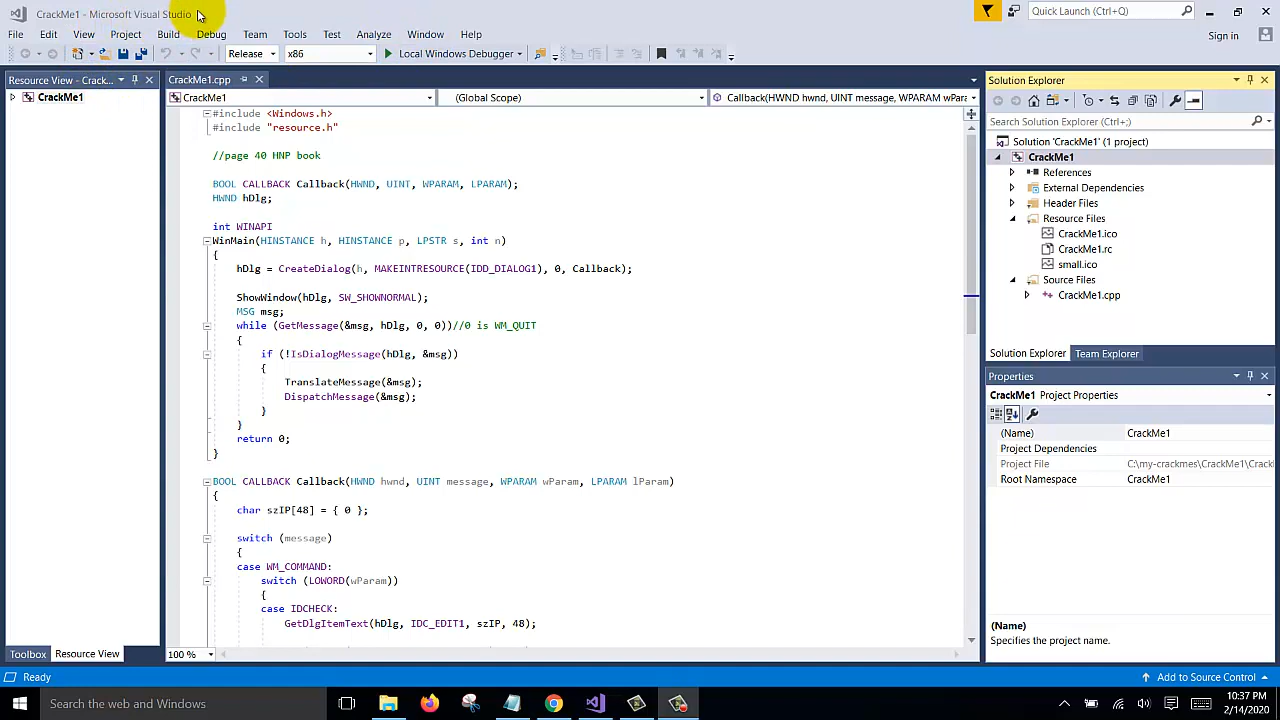 CrackMe1 - Microsoft Visual Studio
Quick Launch (Ctrl+Q)
File Edit View Project Build Debug Team Tools Test Analyze Window Help
Sign in
Release x86 Local Windows Debugger
Resource View - Crack...
CrackMe1
CrackMe1.cpp
CrackMe1 (Global Scope) Callback(HWND hwnd, UINT message, WPARAM wPara
#include <Windows.h>
#include "resource.h"
//page 40 HNP book
BOOL CALLBACK Callback(HWND, UINT, WPARAM, LPARAM);
HWND hDlg;
int WINAPI
WinMain(HINSTANCE h, HINSTANCE p, LPSTR s, int n)
{
hDlg = CreateDialog(h, MAKEINTRESOURCE(IDD_DIALOG1), 0, Callback);
ShowWindow(hDlg, SW_SHOWNORMAL);
MSG msg;
while (GetMessage(&msg, hDlg, 0, 0))//0 is WM_QUIT
{
if (!IsDialogMessage(hDlg, &msg))
{
TranslateMessage(&msg);
DispatchMessage(&msg);
}
}
return 0;
}
BOOL CALLBACK Callback(HWND hwnd, UINT message, WPARAM wParam, LPARAM lParam)
{
char szIP[48] = { 0 };
switch (message)
{
case WM_COMMAND:
switch (LOWORD(wParam))
{
case IDCHECK:
GetDlgItemText(hDlg, IDC_EDIT1, szIP, 48);
100 %
Toolbox Resource View
Solution Explorer
Search Solution Explorer (Ctrl+;)
Solution 'CrackMe1' (1 project)
CrackMe1
References
External Dependencies
Header Files
Resource Files
CrackMe1.ico
CrackMe1.rc
small.ico
Source Files
CrackMe1.cpp
Solution Explorer Team Explorer
Properties
CrackMe1 Project Properties
(Name) CrackMe1
Project Dependencies
Project File C:\my-crackmes\CrackMe1\Crack
Root Namespace CrackMe1
(Name)
Specifies the project name.
Ready
Add to Source Control
Search the web and Windows
10:37 PM
2/14/2020